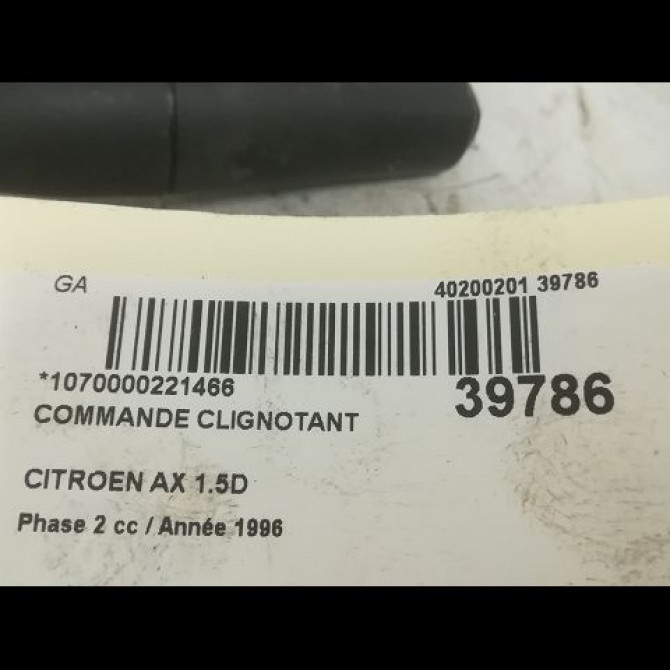 GA
40200201 39786
*1070000221466
39786
COMMANDE CLIGNOTANT
CITROEN AX 1.5D
Phase 2 cc / Année 1996